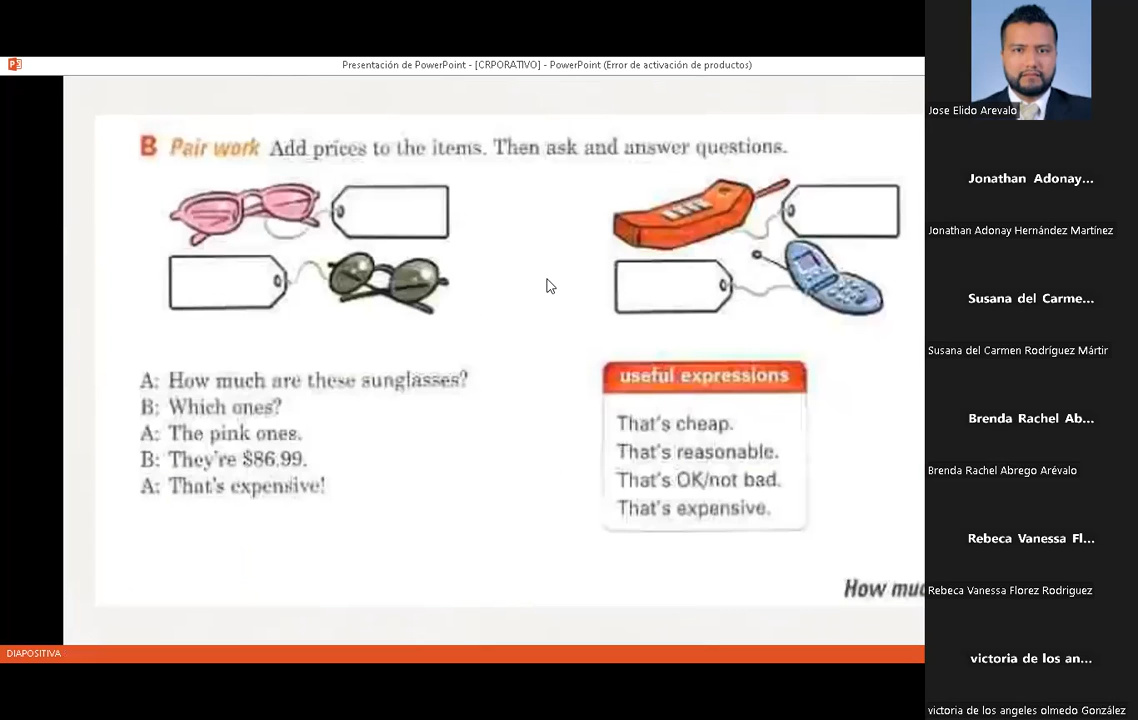 Presentación de PowerPoint - [CRPORATIVO] - PowerPoint (Error de activación de productos)
B Pair work Add prices to the items. Then ask and answer questions.
A: How much are these sunglasses?
B: Which ones?
A: The pink ones.
B: They're $86.99.
A: That's expensive!
useful expressions
That's cheap.
That's reasonable.
That's OK/not bad.
That's expensive.
How muc
DIAPOSITIVA
Jose Elido Arevalo
Jonathan Adonay...
Jonathan Adonay Hernández Martínez
Susana del Carme...
Susana del Carmen Rodríguez Mártir
Brenda Rachel Ab...
Brenda Rachel Abrego Arévalo
Rebeca Vanessa Fl...
Rebeca Vanessa Florez Rodriguez
victoria de los an...
victoria de los angeles olmedo González